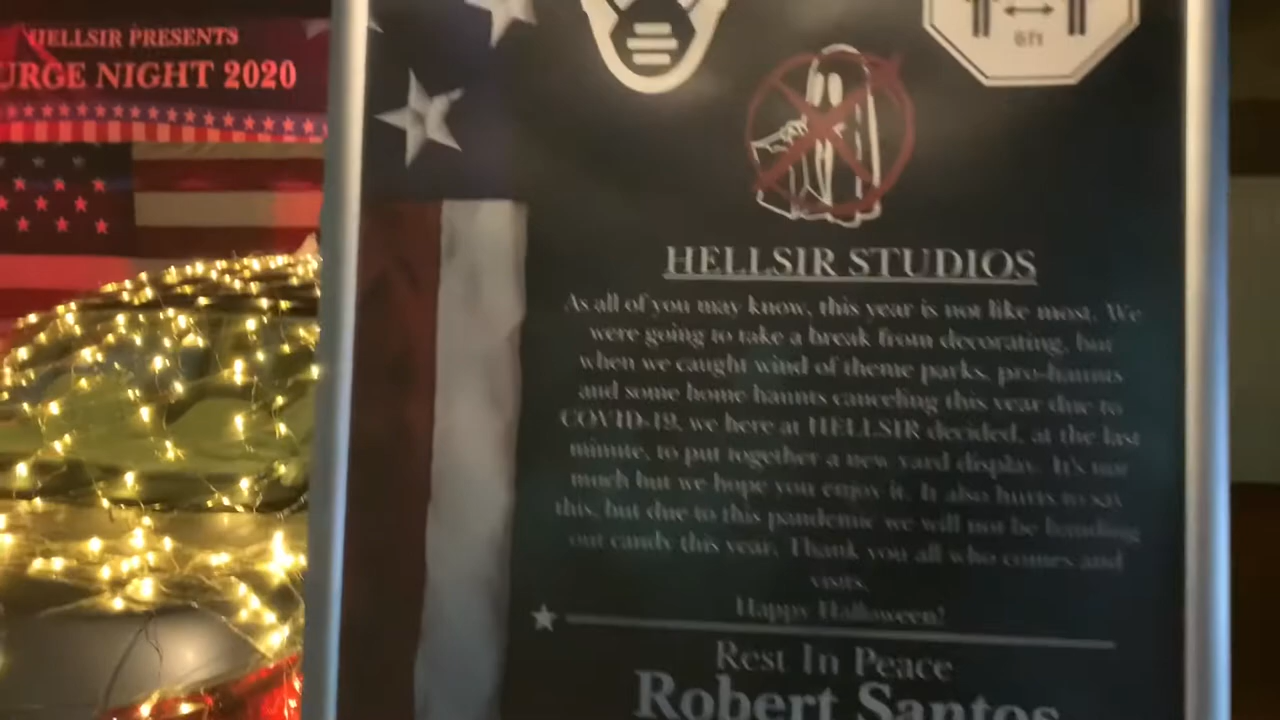 HELLSIR PRESENTS
URGE NIGHT 2020
6ft
HELLSIR STUDIOS
As all of you may know, this year is not like most. We
were going to take a break from decorating, but
when we caught wind of theme parks, pro-haunts
and some home haunts canceling this year due to
COVID-19, we here at HELLSIR decided, at the last
minute, to put together a new yard display. It's not
much but we hope you enjoy it. It also hurts to say
this, but due to this pandemic we will not be handing
out candy this year. Thank you all who comes and
visits.
Happy Halloween!
Rest In Peace
Robert Santos